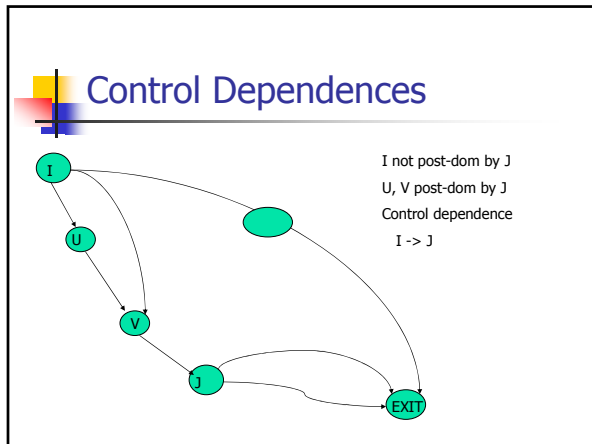 Control Dependences
I not post-dom by J
U, V post-dom by J
Control dependence
I -> J
I
U
V
J
EXIT